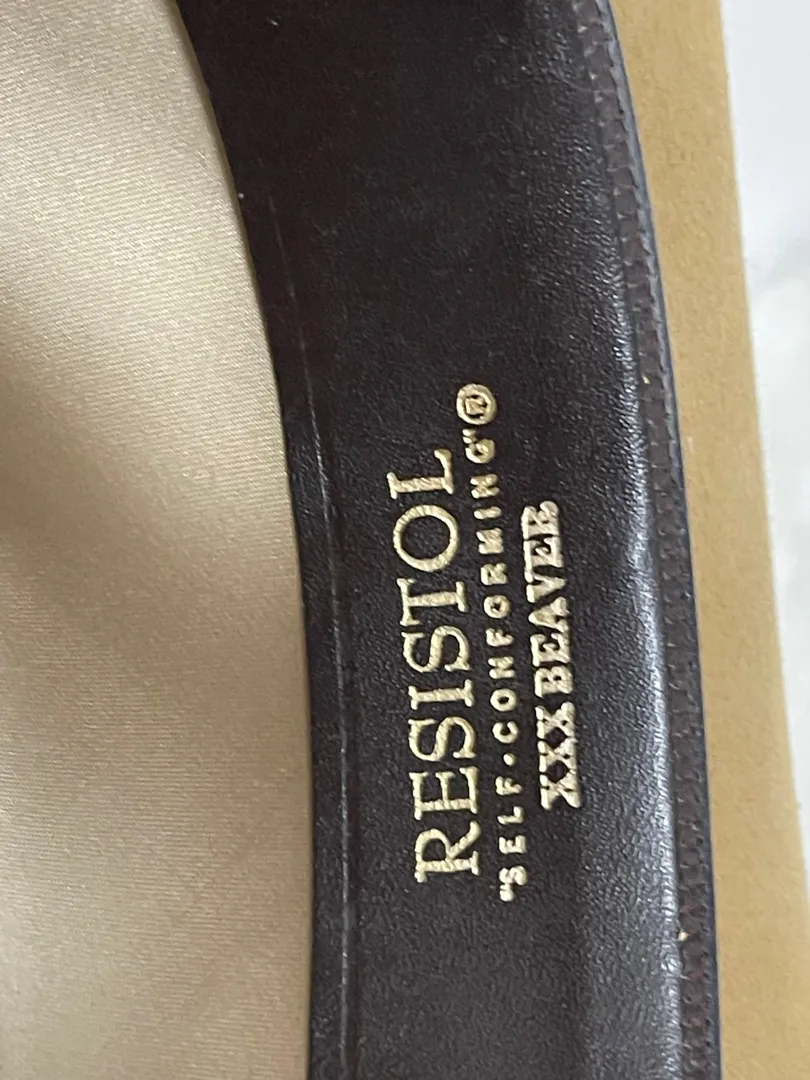 RESISTOL
"SELF·CONFORMING"®
XXX BEAVER